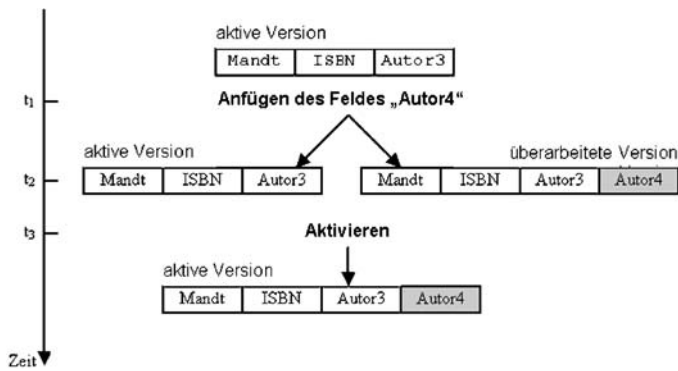 aktive Version
Mandt ISBN Autor3
t1 Anfügen des Feldes „Autor4“
aktive Version überarbeitete Version
t2 Mandt ISBN Autor3 Mandt ISBN Autor3 Autor4
t3 Aktivieren
aktive Version
Mandt ISBN Autor3 Autor4
Zeit